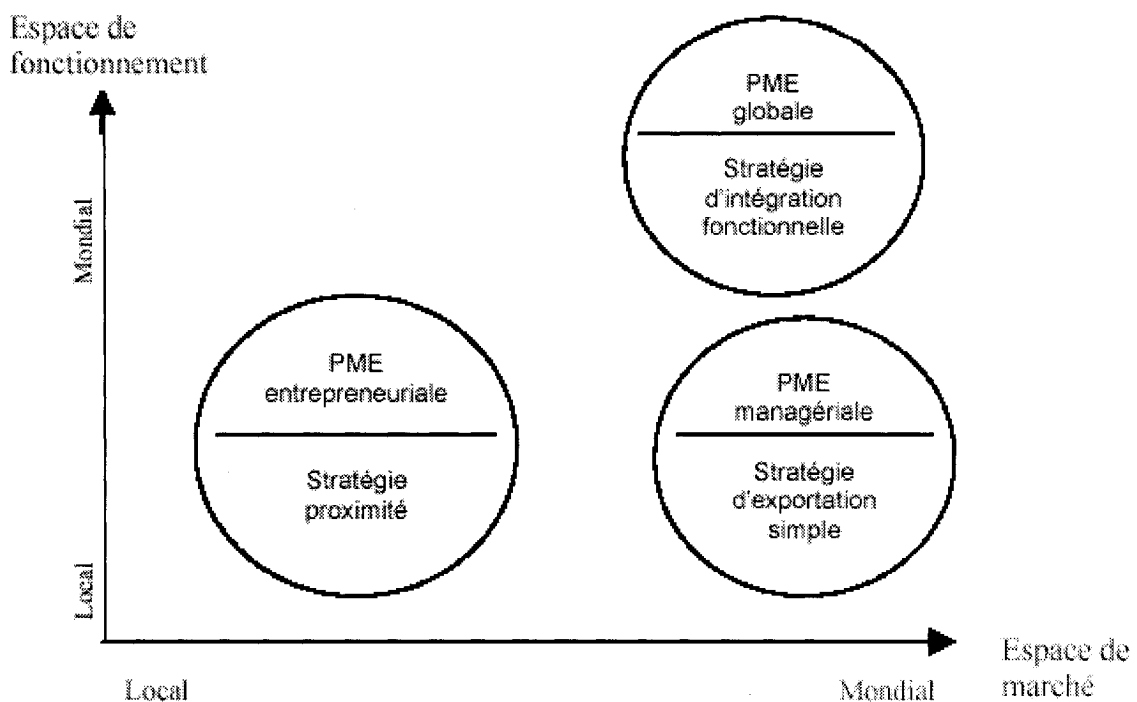 Espace de
fonctionnement
Mondial
Local
PME
globale
Stratégie
d'intégration
fonctionnelle
PME
entrepreneuriale
Stratégie
proximité
PME
managériale
Stratégie
d'exportation
simple
Local
Mondial
Espace de
marché